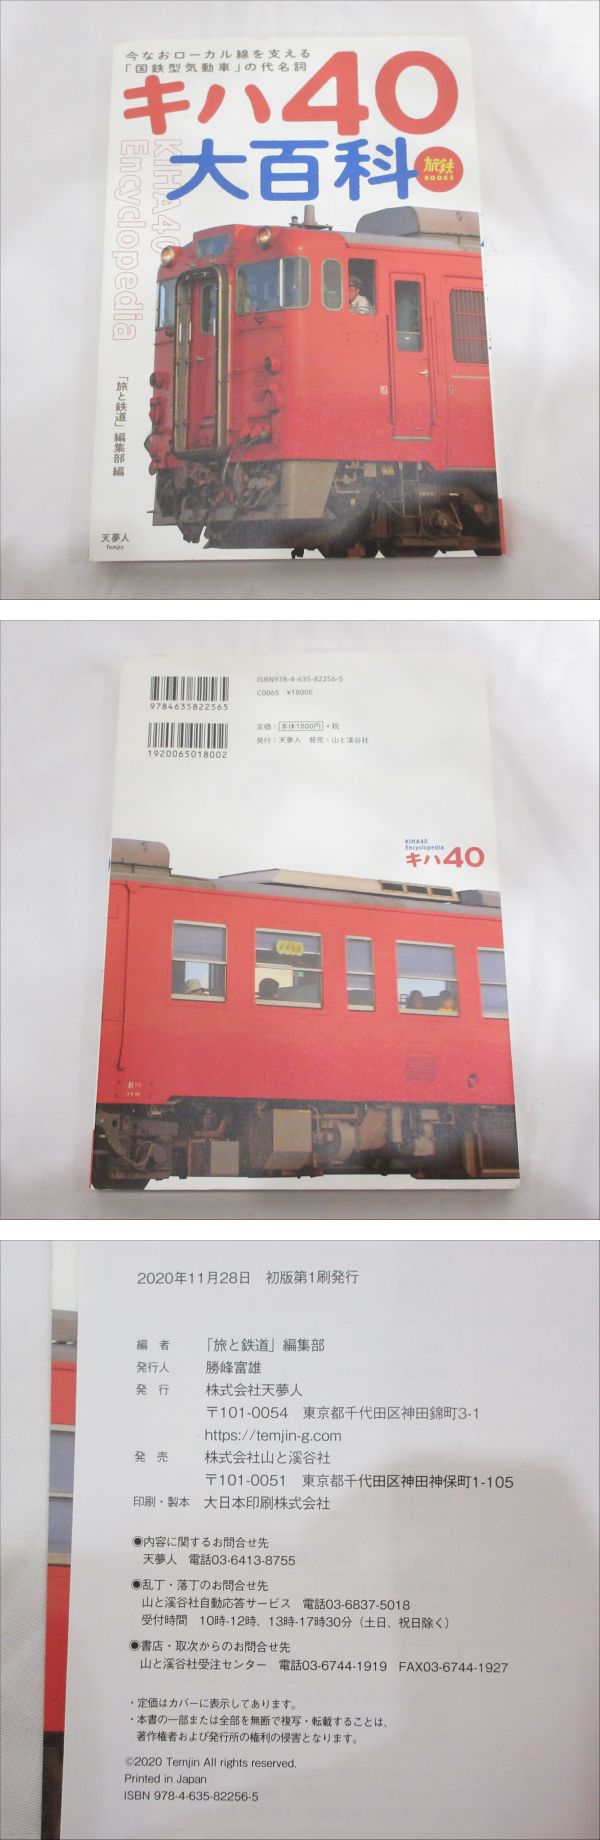 今なおローカル線を支える
「国鉄型気動車」の代名詞
キハ40
大百科
旅鉄
BOOKS
KIHA40
Encyclopedia
「旅と鉄道」編集部 編
天夢人
Temjin
ISBN978-4-635-82256-5
C0065 ¥1800E
9784635822565
定価：本体1800円+税
発行：天夢人 発売：山と溪谷社
1920065018002
KIHA40
Encyclopedia
キハ40
2020年11月28日 初版第1刷発行
編 者 「旅と鉄道」編集部
発行人 勝峰富雄
発 行 株式会社天夢人
〒101-0054 東京都千代田区神田錦町3-1
https://temjin-g.com
発 売 株式会社山と溪谷社
〒101-0051 東京都千代田区神田神保町1-105
印刷・製本 大日本印刷株式会社
◉内容に関するお問合せ先
天夢人 電話03-6413-8755
◉乱丁・落丁のお問合せ先
山と溪谷社自動応答サービス 電話03-6837-5018
受付時間 10時-12時、13時-17時30分（土日、祝日除く）
◉書店・取次からのお問合せ先
山と溪谷社受注センター 電話03-6744-1919 FAX03-6744-1927
・定価はカバーに表示してあります。
・本書の一部または全部を無断で複写・転載することは、
著作権者および発行所の権利の侵害となります。
©2020 Temjin All rights reserved.
Printed in Japan
ISBN 978-4-635-82256-5